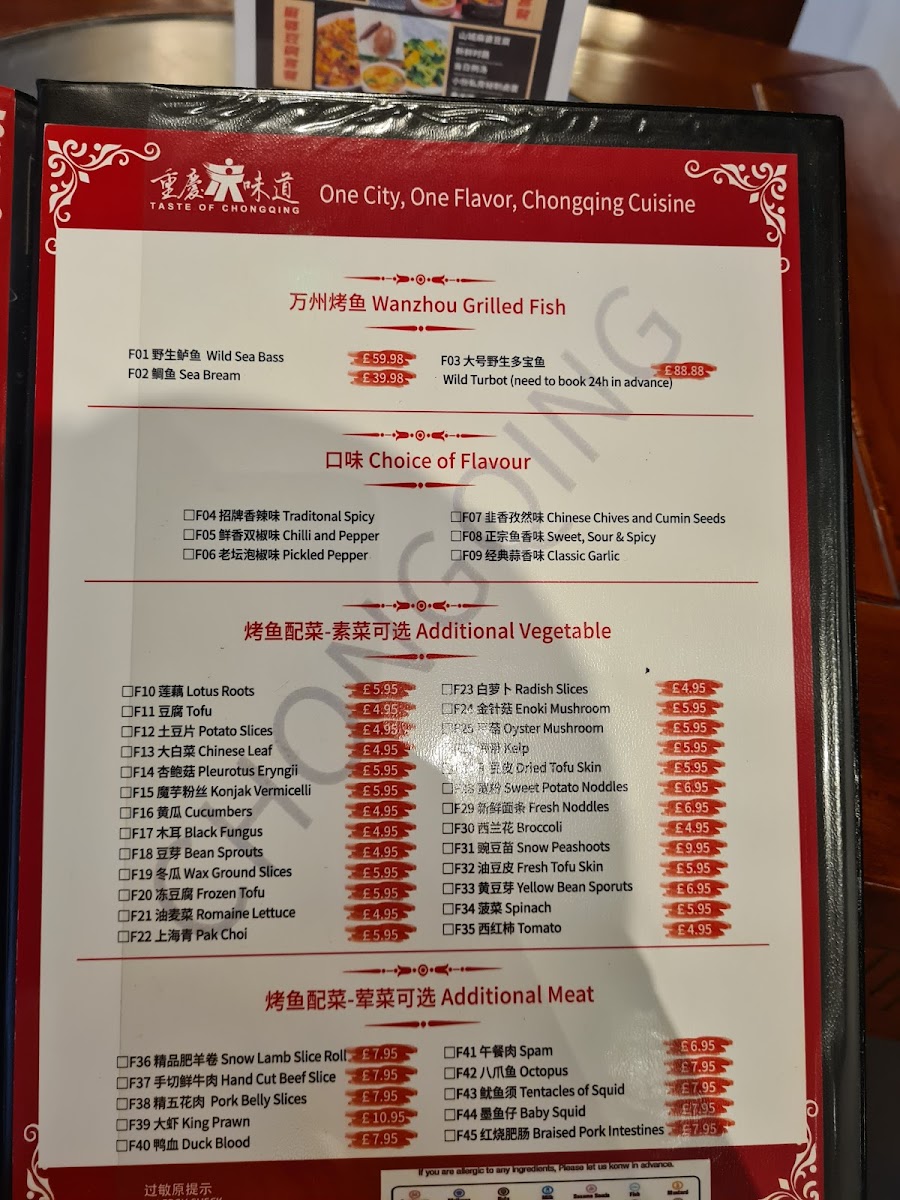 山城麻婆豆腐
重慶味道
TASTE OF CHONGQING
One City, One Flavor, Chongqing Cuisine
万州烤鱼 Wanzhou Grilled Fish
F01 野生鲈鱼 Wild Sea Bass £59.98
F02 鲷鱼 Sea Bream £39.98
F03 大号野生多宝鱼
Wild Turbot (need to book 24h in advance) £88.88
口味 Choice of Flavour
□F04 招牌香辣味 Traditonal Spicy
□F05 鲜香双椒味 Chilli and Pepper
□F06 老坛泡椒味 Pickled Pepper
□F07 韭香孜然味 Chinese Chives and Cumin Seeds
□F08 正宗鱼香味 Sweet, Sour & Spicy
□F09 经典蒜香味 Classic Garlic
烤鱼配菜-素菜可选 Additional Vegetable
□F10 莲藕 Lotus Roots £5.95
□F11 豆腐 Tofu £4.95
□F12 土豆片 Potato Slices £4.95
□F13 大白菜 Chinese Leaf £4.95
□F14 杏鲍菇 Pleurotus Eryngii £5.95
□F15 魔芋粉丝 Konjak Vermicelli £5.95
□F16 黄瓜 Cucumbers £4.95
□F17 木耳 Black Fungus £4.95
□F18 豆芽 Bean Sprouts £4.95
□F19 冬瓜 Wax Ground Slices £5.95
□F20 冻豆腐 Frozen Tofu £5.95
□F21 油麦菜 Romaine Lettuce £4.95
□F22 上海青 Pak Choi £5.95
□F23 白萝卜 Radish Slices £4.95
□F24 金针菇 Enoki Mushroom £5.95
□F25 Oyster Mushroom £5.95
Kelp £5.95
Dried Tofu Skin £5.95
Sweet Potato Noddles £6.95
□F29 新鲜面条 Fresh Noddles £6.95
□F30 西兰花 Broccoli £4.95
□F31 豌豆苗 Snow Peashoots £9.95
□F32 油豆皮 Fresh Tofu Skin £5.95
□F33 黄豆芽 Yellow Bean Sporuts £6.95
□F34 菠菜 Spinach £5.95
□F35 西红柿 Tomato £4.95
烤鱼配菜-荤菜可选 Additional Meat
□F36 精品肥羊卷 Snow Lamb Slice Roll £7.95
□F37 手切鲜牛肉 Hand Cut Beef Slice £7.95
□F38 精五花肉 Pork Belly Slices £7.95
□F39 大虾 King Prawn £10.95
□F40 鸭血 Duck Blood £7.95
□F41 午餐肉 Spam £6.95
□F42 八爪鱼 Octopus £7.95
□F43 鱿鱼须 Tentacles of Squid £7.95
□F44 墨鱼仔 Baby Squid £7.95
□F45 红烧肥肠 Braised Pork Intestines £7.95
过敏原提示
If you are allergic to any ingredients, Please let us konw in advance.
HONGQING